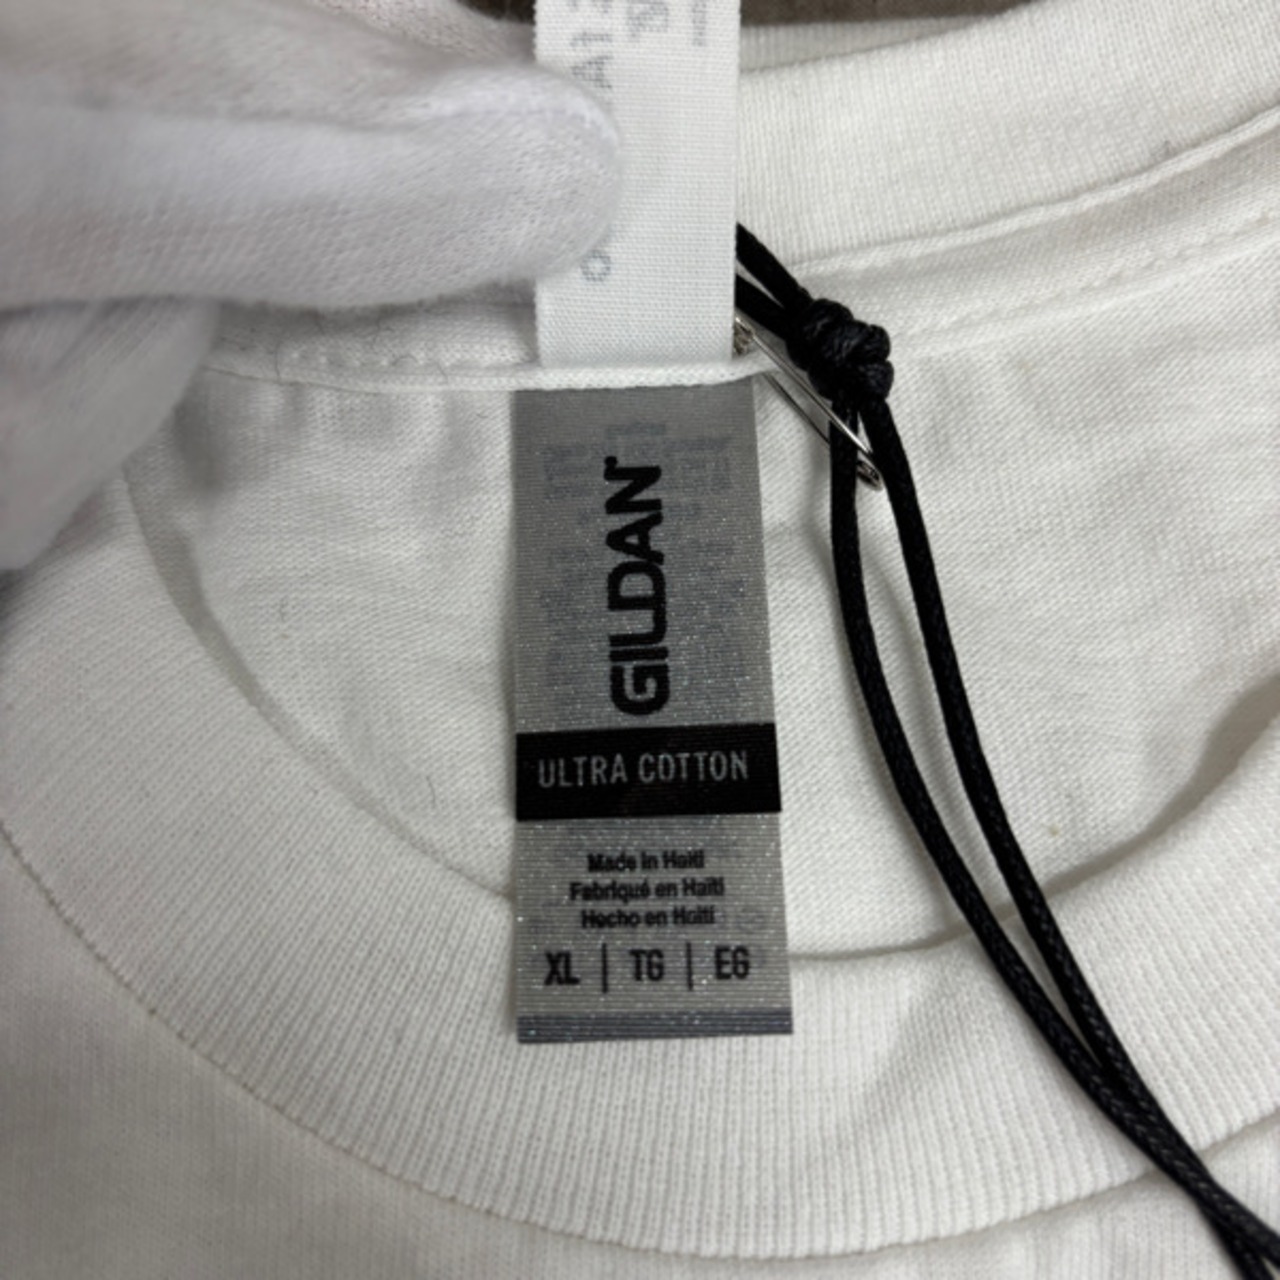 GILDAN
ULTRA COTTON
Made in Haiti
Fabriqué en Haïti
Hecho en Haití
XL | TG | EG